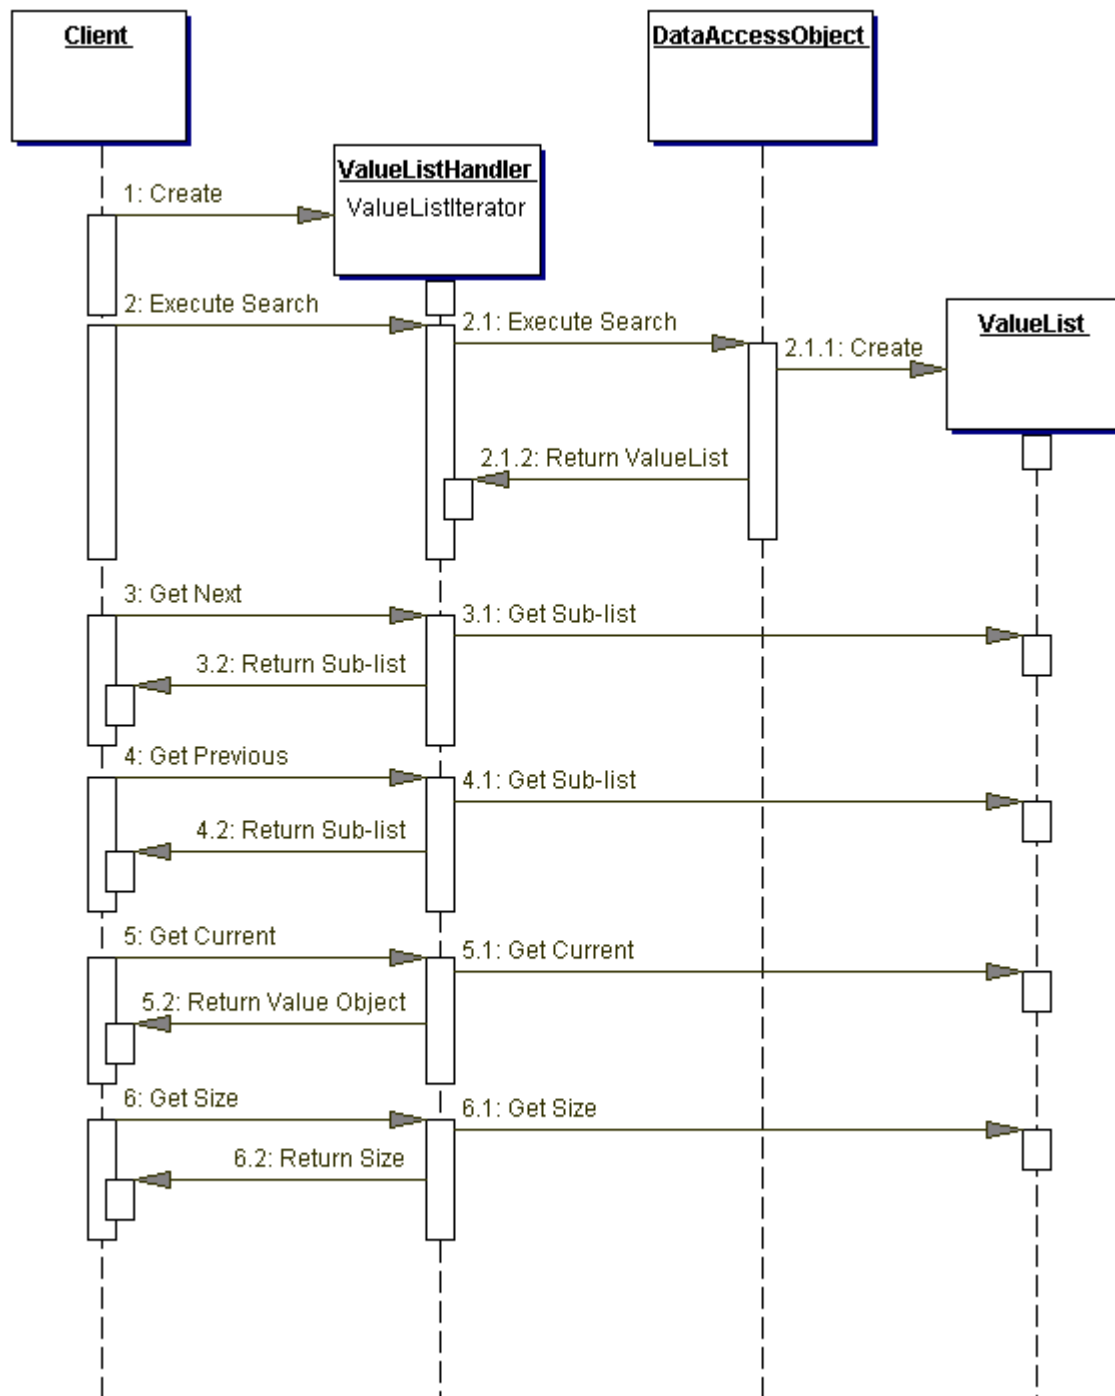 Client
DataAccessObject
ValueListHandler
ValueListIterator
1: Create
2: Execute Search
2.1: Execute Search
ValueList
2.1.1: Create
2.1.2: Return ValueList
3: Get Next
3.1: Get Sub-list
3.2: Return Sub-list
4: Get Previous
4.1: Get Sub-list
4.2: Return Sub-list
5: Get Current
5.1: Get Current
5.2: Return Value Object
6: Get Size
6.1: Get Size
6.2: Return Size